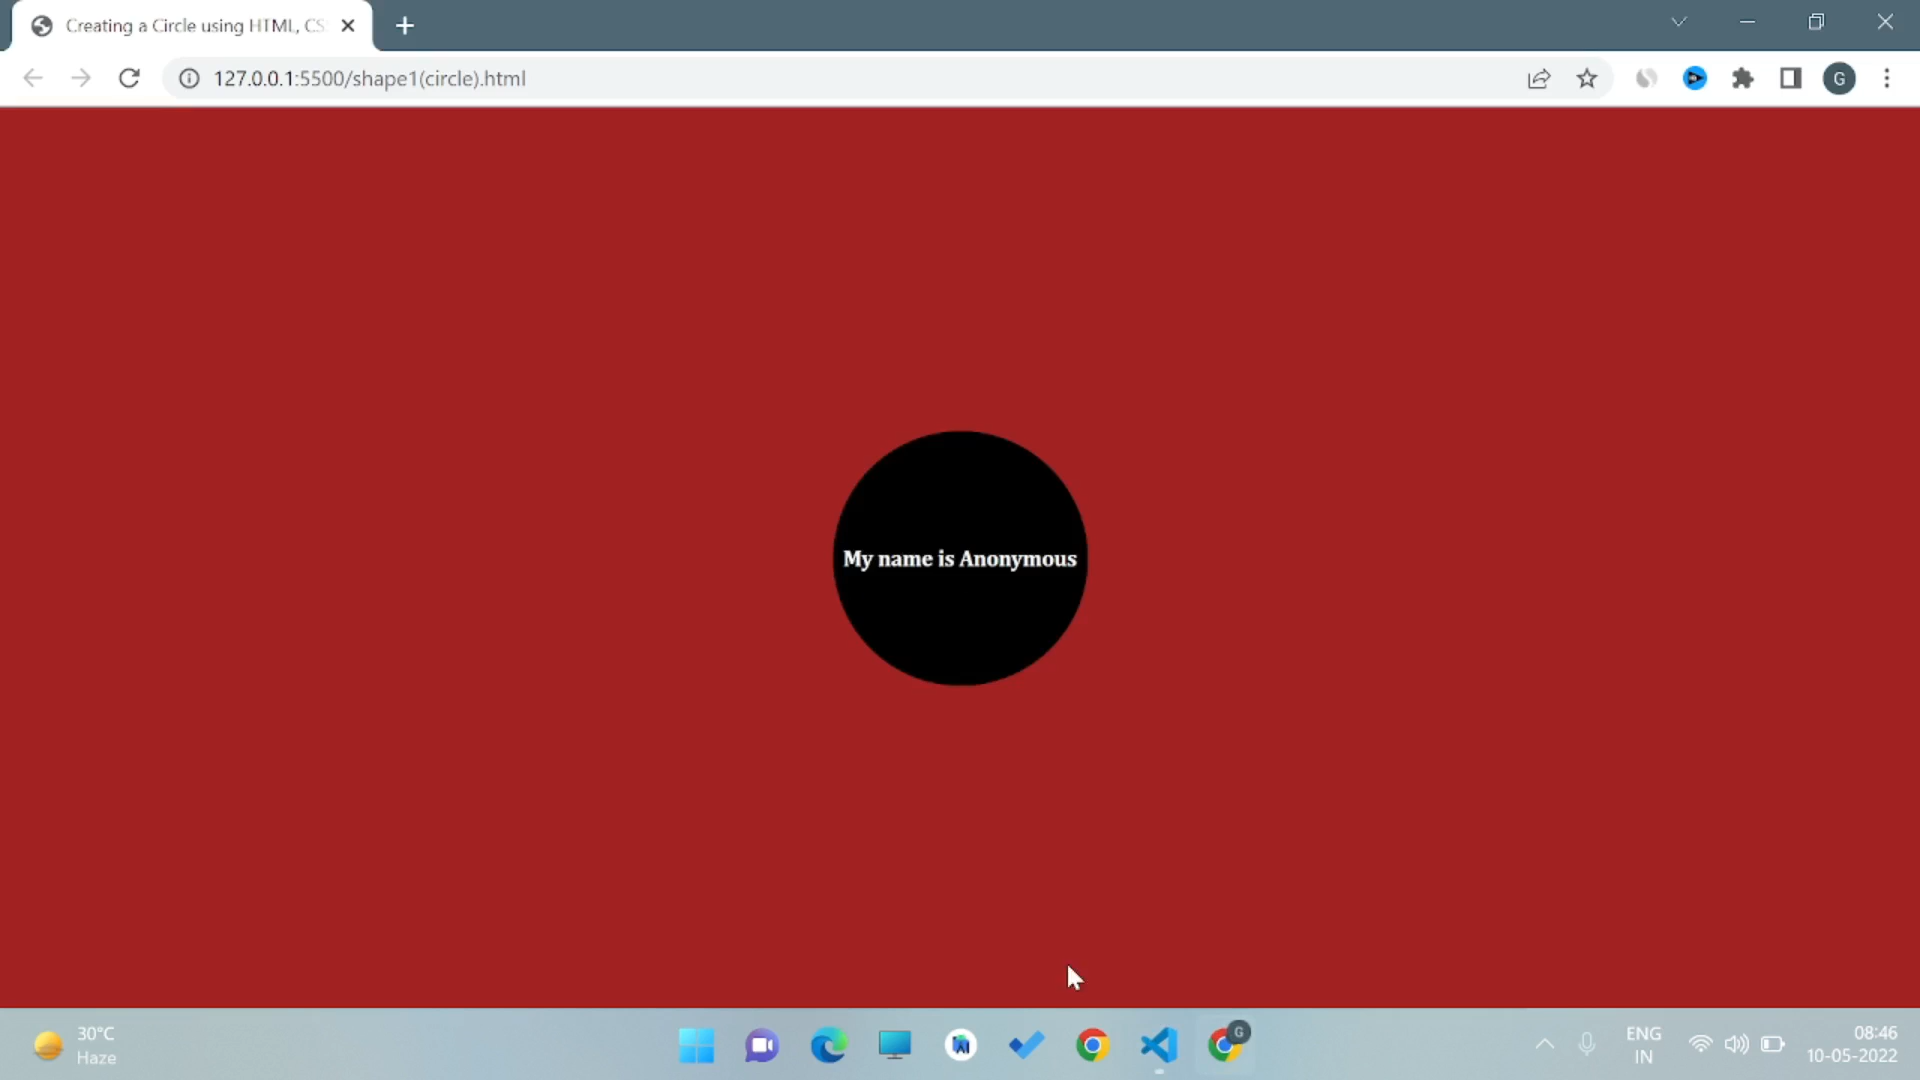 Creating a Circle using HTML, CS
127.0.0.1:5500/shape1(circle).html
G
My name is Anonymous
30°C
Haze
G
ENG
IN
08:46
10-05-2022